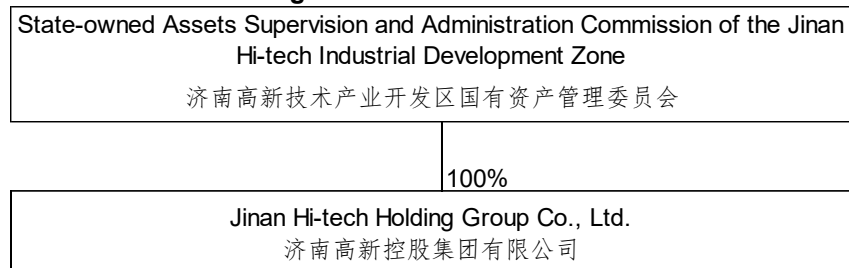 State-owned Assets Supervision and Administration Commission of the Jinan
Hi-tech Industrial Development Zone
济南高新技术产业开发区国有资产管理委员会
100%
Jinan Hi-tech Holding Group Co., Ltd.
济南高新控股集团有限公司